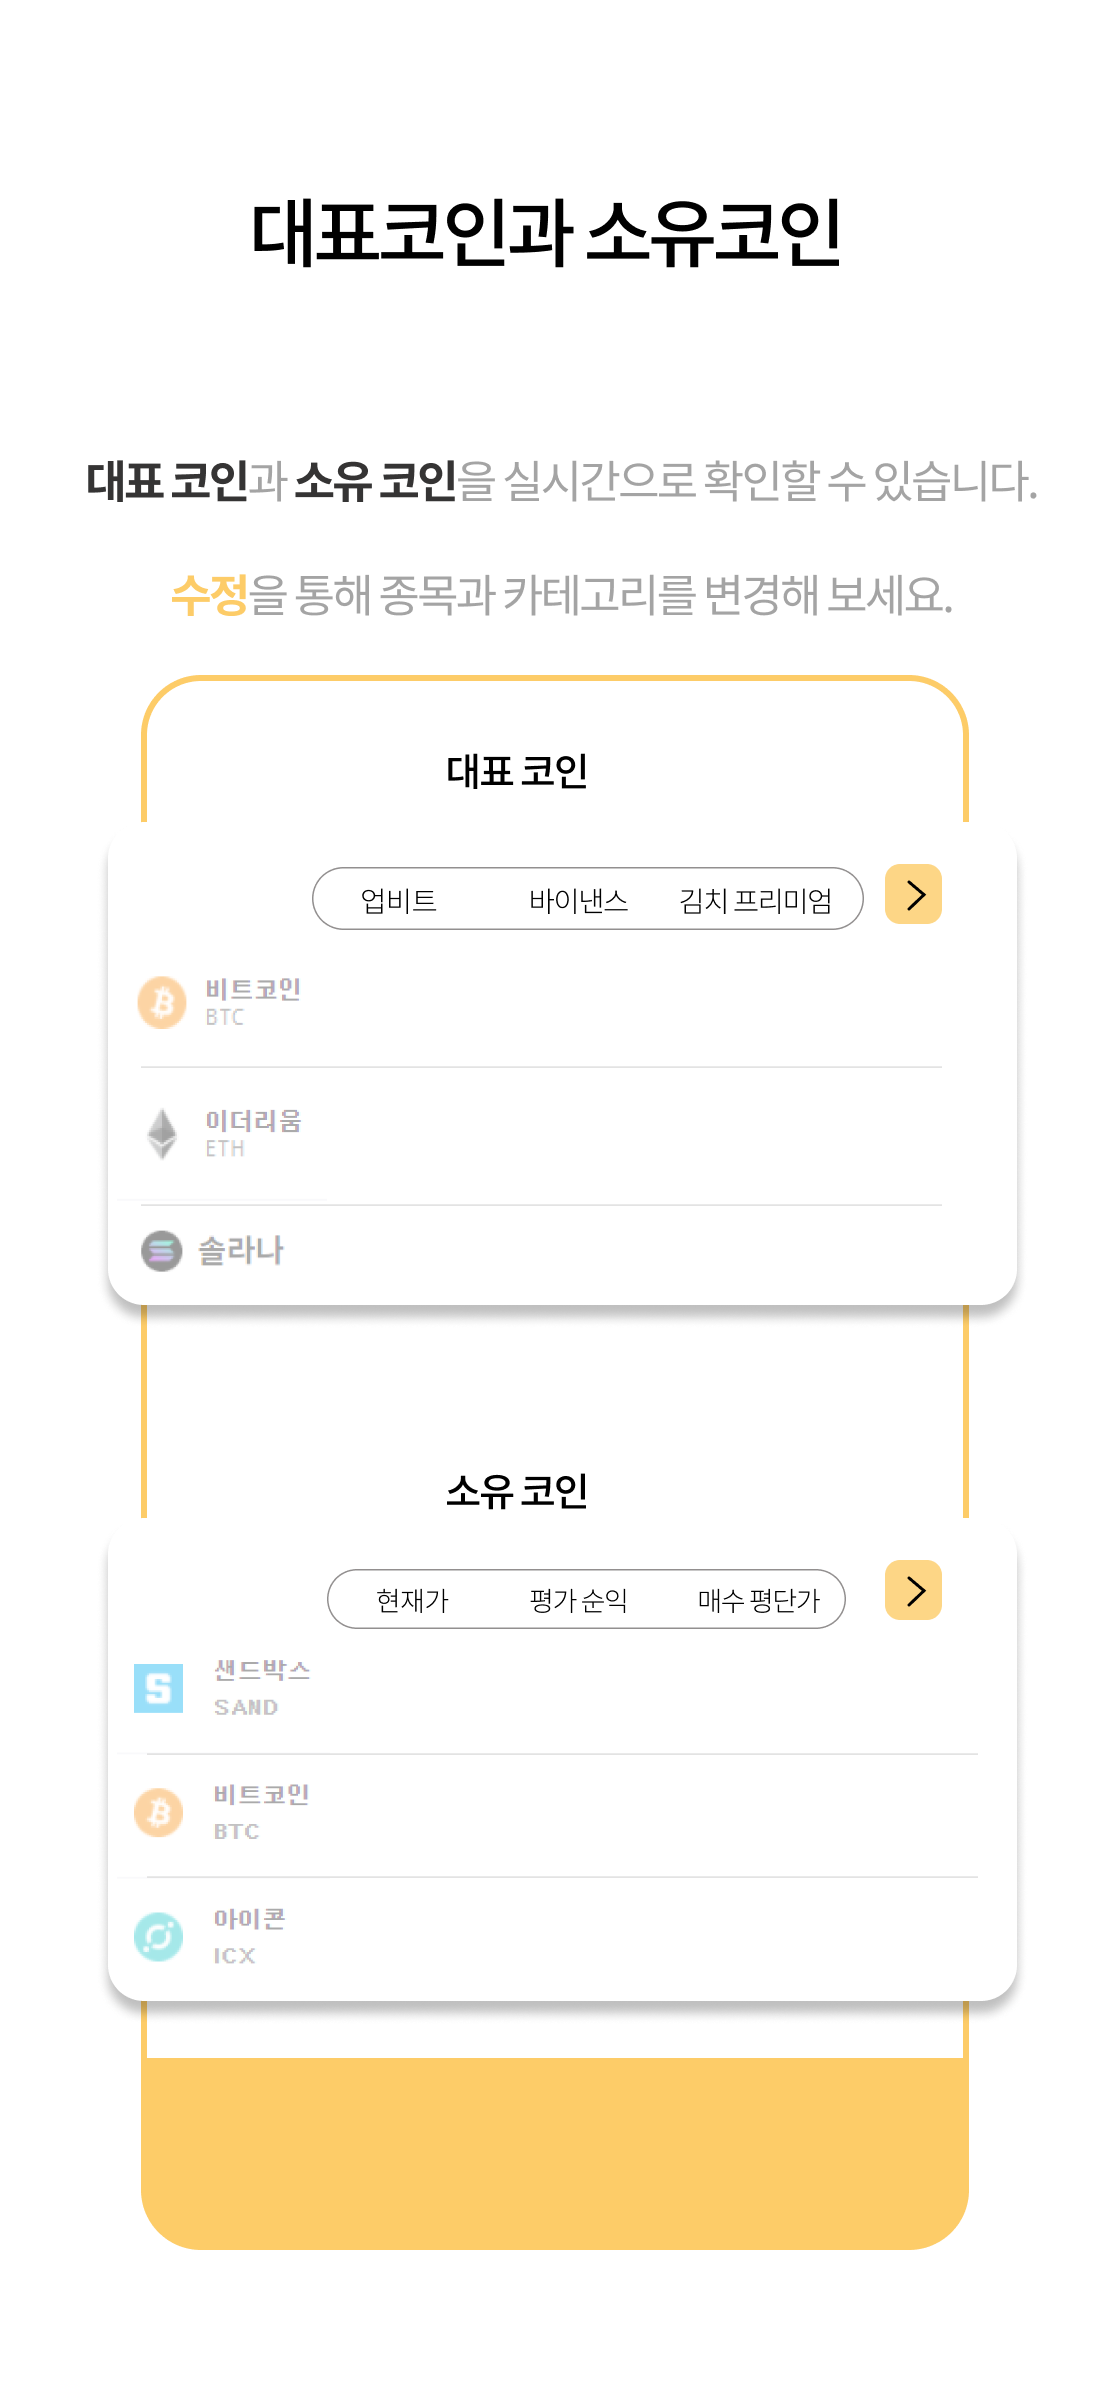 대표코인과 소유코인
대표 코인과 소유 코인을 실시간으로 확인할 수 있습니다.
수정을 통해 종목과 카테고리를 변경해 보세요.
대표 코인
업비트 바이낸스 김치 프리미엄
비트코인
BTC
이더리움
ETH
솔라나
소유 코인
현재가 평가 순익 매수 평단가
샌드박스
SAND
비트코인
BTC
아이콘
ICX